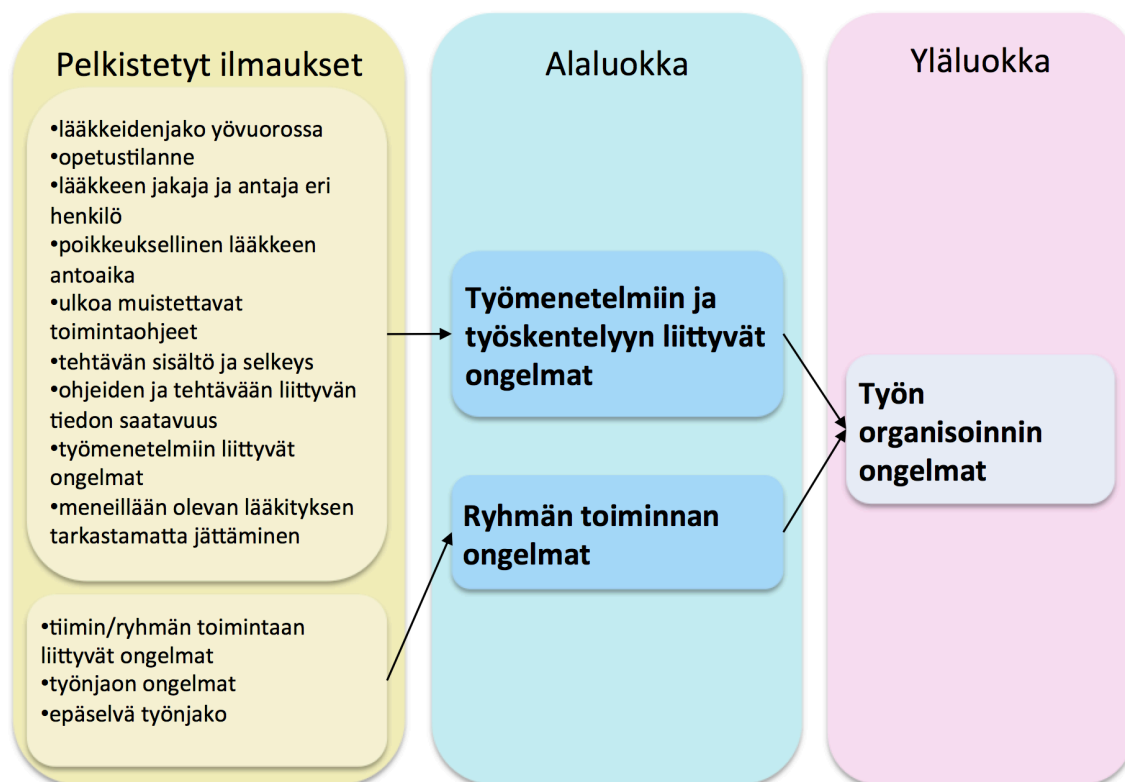 Pelkistetyt ilmaukset
•lääkkeidenjako yövuorossa
•opetustilanne
•lääkkeen jakaja ja antaja eri
henkilö
•poikkeuksellinen lääkkeen
antoaika
•ulkoa muistettavat
toimintaohjeet
•tehtävän sisältö ja selkeys
•ohjeiden ja tehtävään liittyvän
tiedon saatavuus
•työmenetelmiin liittyvät
ongelmat
•meneillään olevan lääkityksen
tarkastamatta jättäminen
•tiimin/ryhmän toimintaan
liittyvät ongelmat
•työnjaon ongelmat
•epäselvä työnjako
Alaluokka
Työmenetelmiin ja
työskentelyyn liittyvät
ongelmat
Ryhmän toiminnan
ongelmat
Yläluokka
Työn
organisoinnin
ongelmat